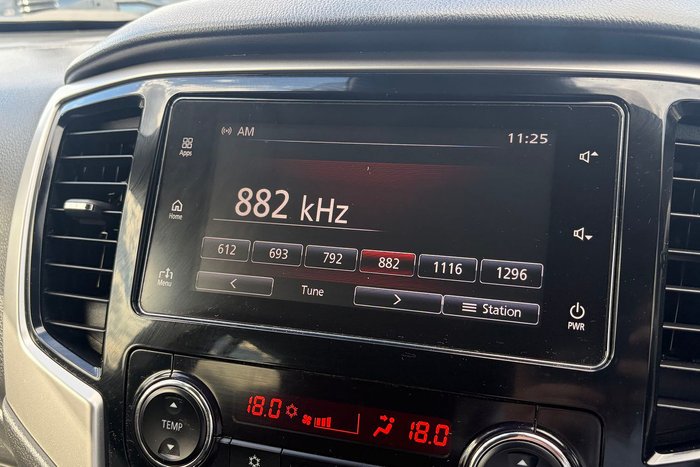 AM 11:25
Apps
882 kHz
Home
612 693 792 882 1116 1296
Menu
< Tune > Station
PWR
18.0 18.0
TEMP